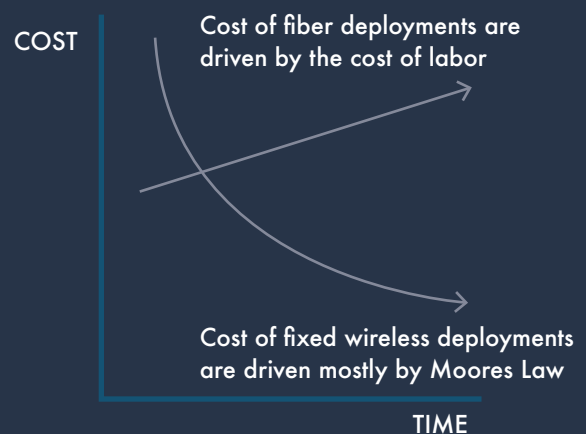 COST
Cost of fiber deployments are
driven by the cost of labor
Cost of fixed wireless deployments
are driven mostly by Moores Law
TIME